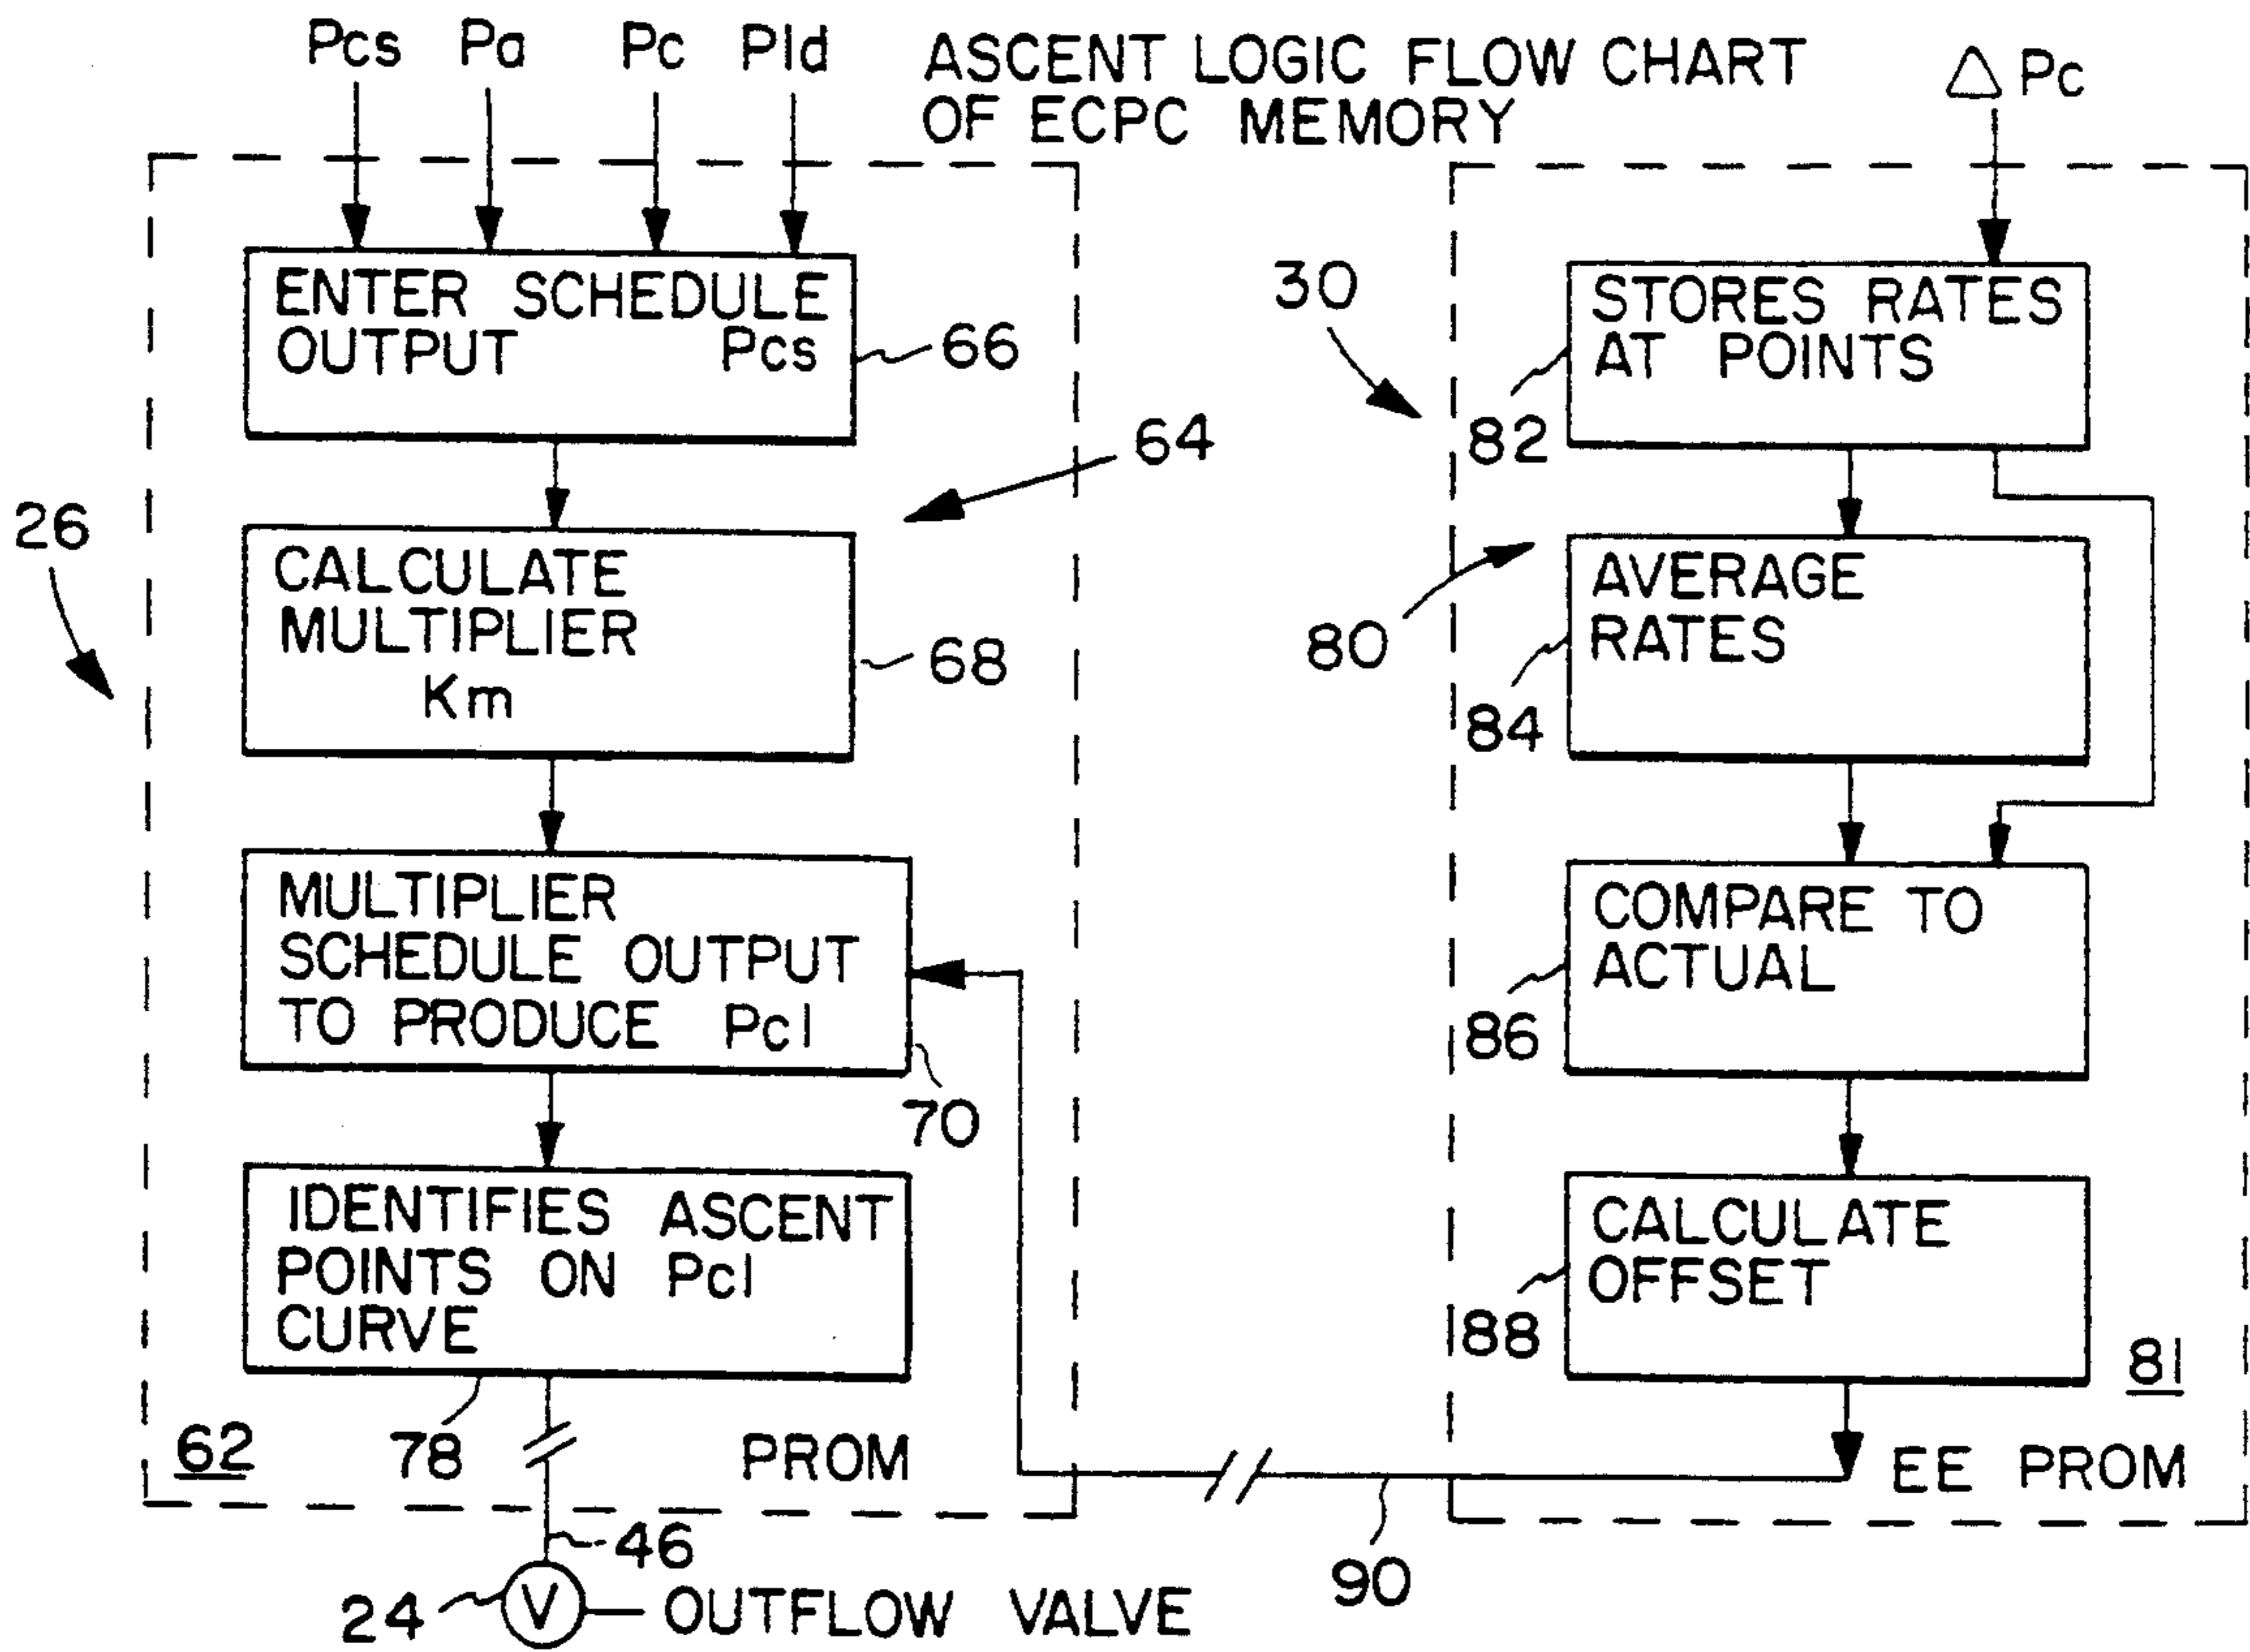 Pcs Pa Pc Pld
ASCENT LOGIC FLOW CHART
OF ECPC MEMORY
△ Pc
ENTER SCHEDULE
OUTPUT Pcs
66
64
26
CALCULATE
MULTIPLIER
Km
68
MULTIPLIER
SCHEDULE OUTPUT
TO PRODUCE Pcl
70
IDENTIFIES ASCENT
POINTS ON Pcl
CURVE
62
78
PROM
46
24
V
OUTFLOW VALVE
30
STORES RATES
AT POINTS
82
80
AVERAGE
RATES
84
COMPARE TO
ACTUAL
86
CALCULATE
OFFSET
88
81
EE PROM
90